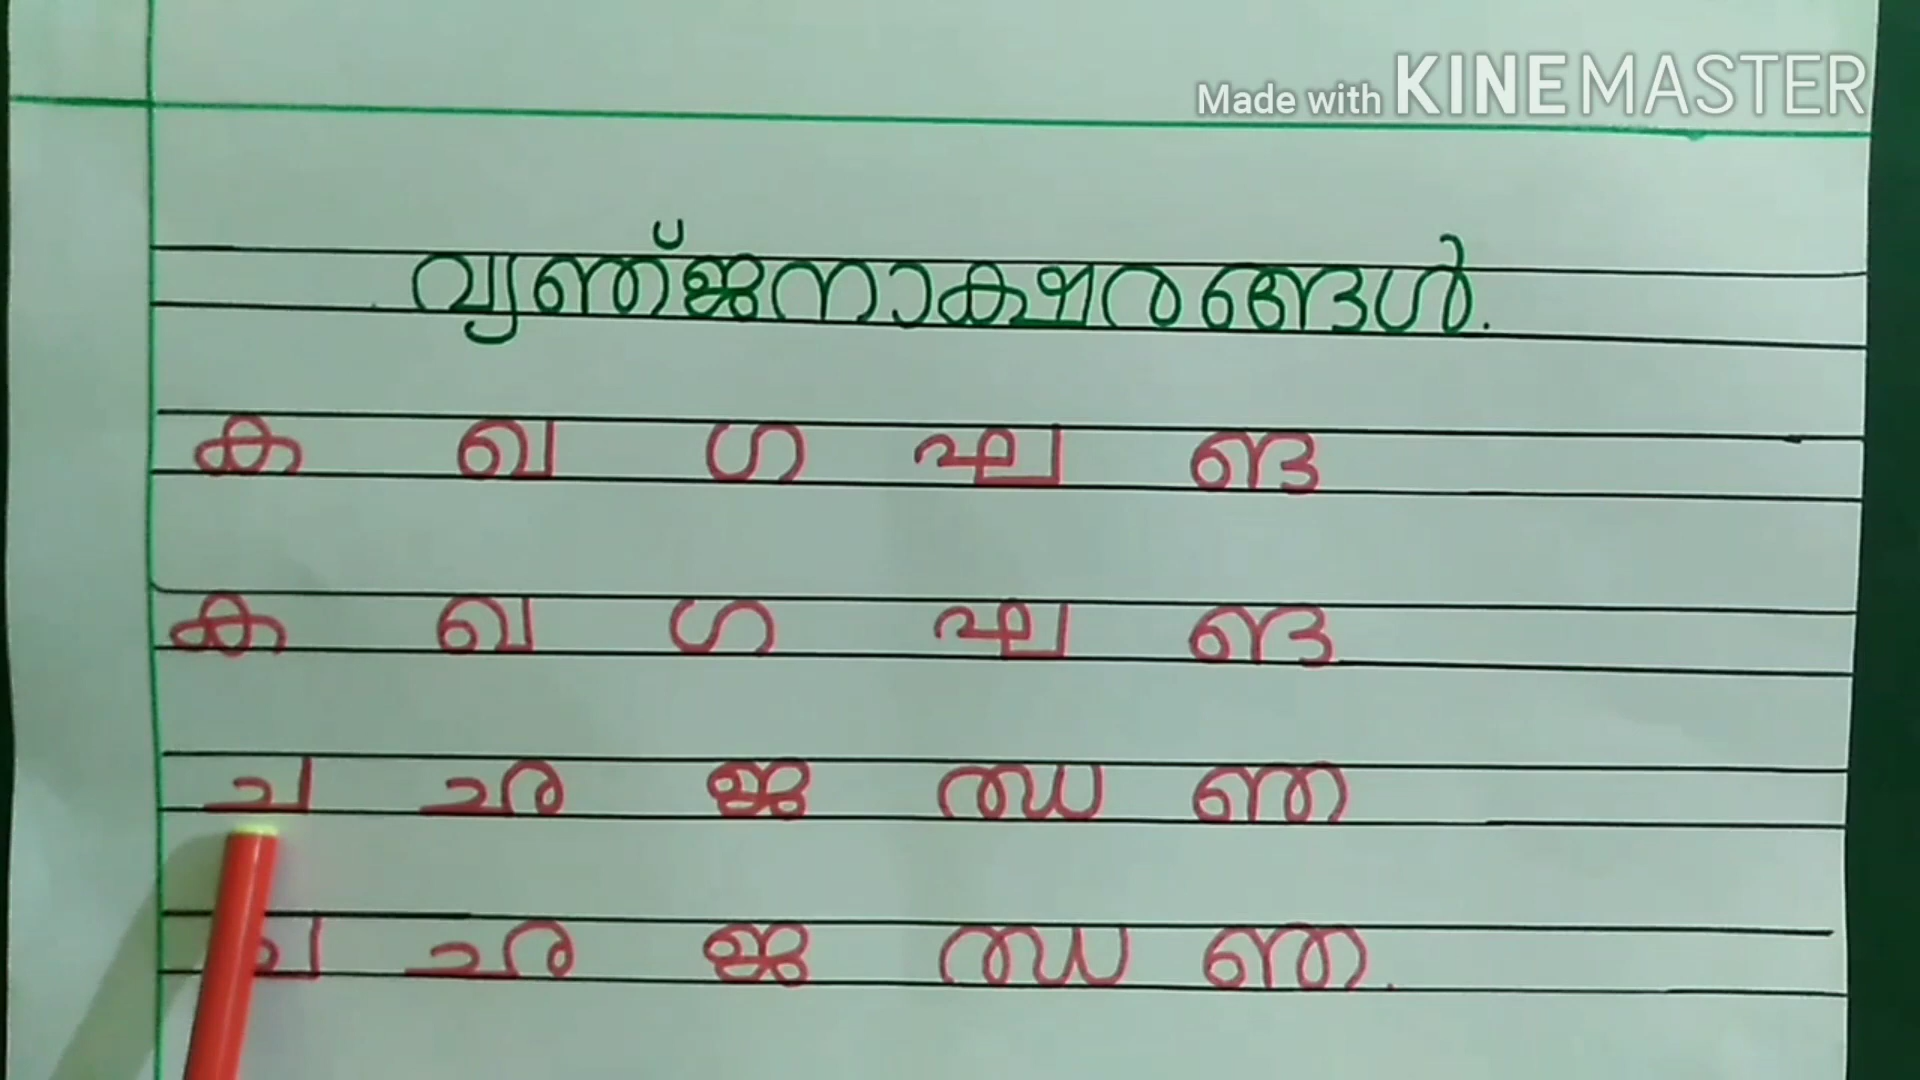 Made with KINEMASTER
വ്യഞ്ജനാക്ഷരങ്ങൾ.
ക ഖ ഗ ഘ ങ
ക ഖ ഗ ഘ ങ
ച ഛ ജ ഝ ഞ
ച ഛ ജ ഝ ഞ.